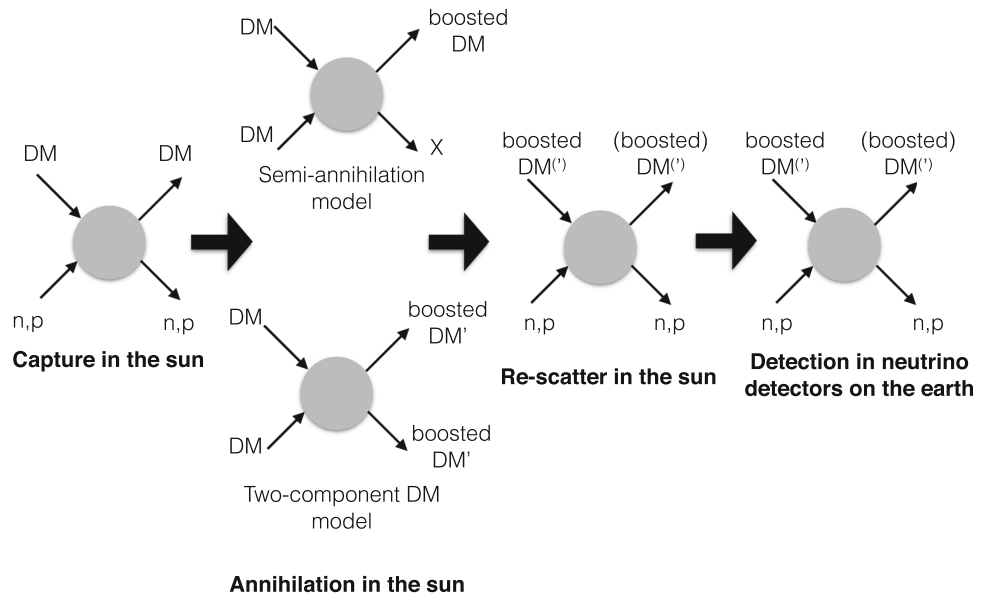 DM
DM
n,p
n,p
Capture in the sun
DM
boosted
DM
DM
X
Semi-annihilation
model
DM
boosted
DM'
DM
boosted
DM'
Two-component DM
model
Annihilation in the sun
boosted
DM(')
(boosted)
DM(')
n,p
n,p
Re-scatter in the sun
boosted
DM(')
(boosted)
DM(')
n,p
n,p
Detection in neutrino
detectors on the earth